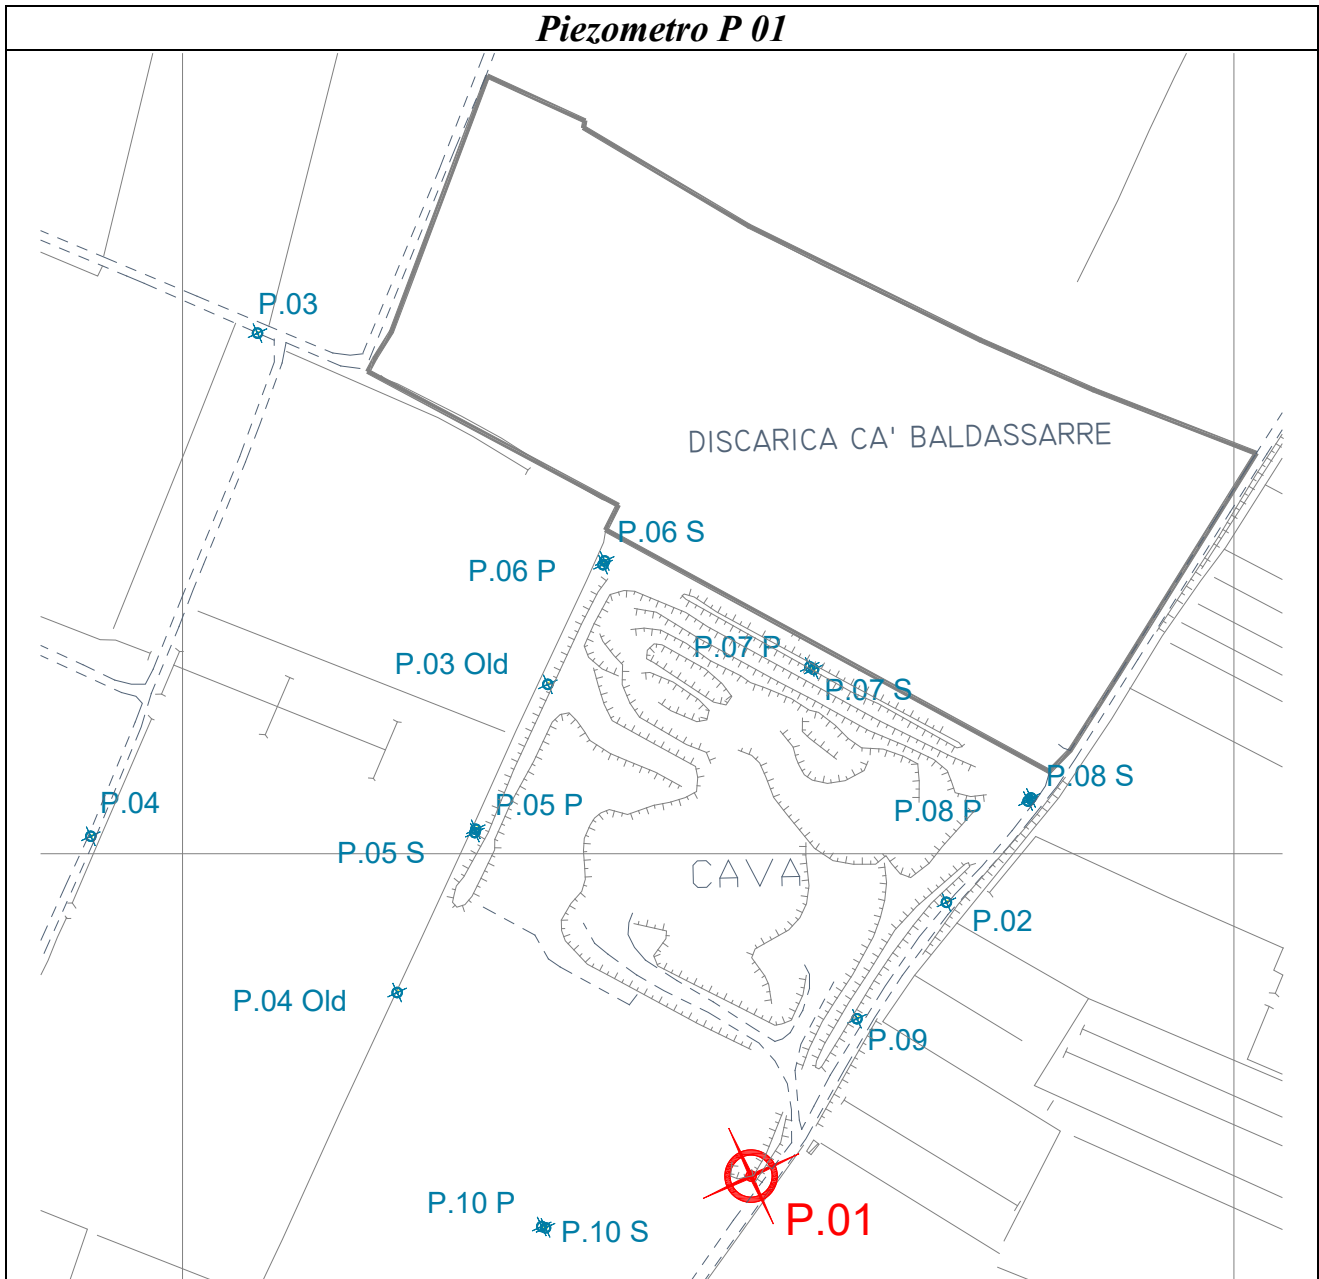 Piezometro P 01
P.03
DISCARICA CA' BALDASSARRE
P.06 S
P.06 P
P.07 P
P.03 Old
P.07 S
P.08 S
P.04
P.05 P
P.08 P
P.05 S
CAVA
P.02
P.04 Old
P.09
P.10 P
P.01
P.10 S